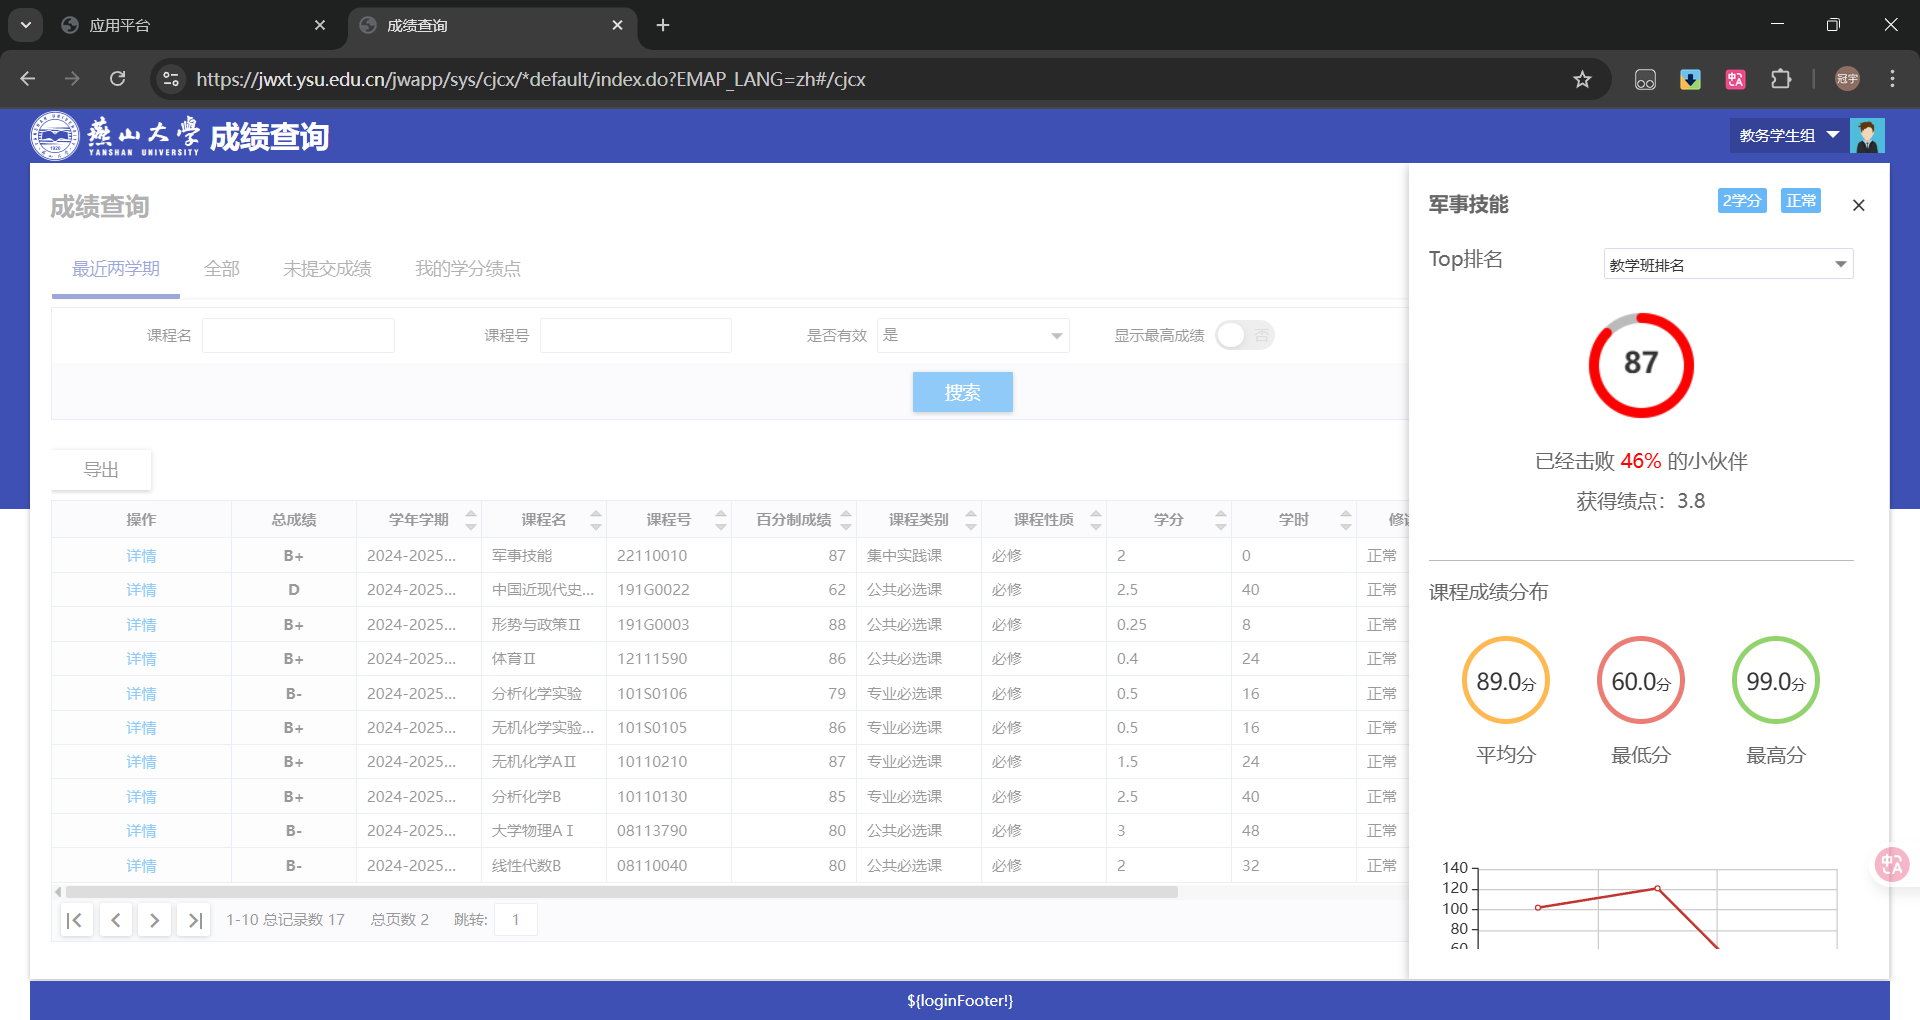 应用平台
成绩查询
https://jwxt.ysu.edu.cn/jwapp/sys/cjcx/*default/index.do?EMAP_LANG=zh#/cjcx
冠宇
燕山大学
YANSHAN UNIVERSITY
成绩查询
教务学生组
成绩查询
最近两学期 全部 未提交成绩 我的学分绩点
课程名 课程号 是否有效 是 显示最高成绩 否
搜索
导出
操作 总成绩 学年学期 课程名 课程号 百分制成绩 课程类别 课程性质 学分 学时 修
详情 B+ 2024-2025... 军事技能 22110010 87 集中实践课 必修 2 0 正常
详情 D 2024-2025... 中国近现代史... 191G0022 62 公共必选课 必修 2.5 40 正常
详情 B+ 2024-2025... 形势与政策Ⅱ 191G0003 88 公共必选课 必修 0.25 8 正常
详情 B+ 2024-2025... 体育Ⅱ 12111590 86 公共必选课 必修 0.4 24 正常
详情 B- 2024-2025... 分析化学实验 101S0106 79 专业必选课 必修 0.5 16 正常
详情 B+ 2024-2025... 无机化学实验... 101S0105 86 专业必选课 必修 0.5 16 正常
详情 B+ 2024-2025... 无机化学AⅡ 10110210 87 专业必选课 必修 1.5 24 正常
详情 B+ 2024-2025... 分析化学B 10110130 85 专业必选课 必修 2.5 40 正常
详情 B- 2024-2025... 大学物理AⅠ 08113790 80 公共必选课 必修 3 48 正常
详情 B- 2024-2025... 线性代数B 08110040 80 公共必选课 必修 2 32 正常
1-10 总记录数 17 总页数 2 跳转: 1
军事技能 2学分 正常
Top排名 教学班排名
87
已经击败 46% 的小伙伴
获得绩点：3.8
课程成绩分布
89.0分 60.0分 99.0分
平均分 最低分 最高分
140
120
100
80
60
${loginFooter!}